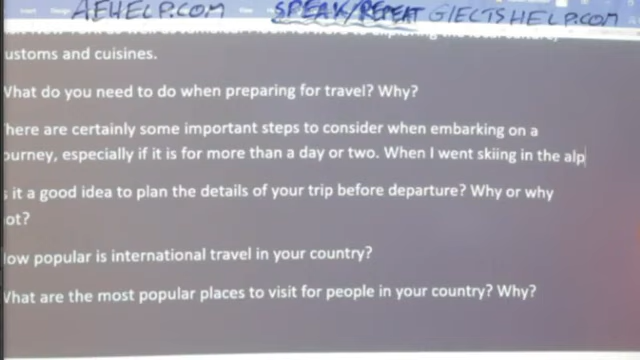 AEHELP.COM SPEAK/REPEAT GIELTSHELP.COM
ustoms and cuisines.
What do you need to do when preparing for travel? Why?
here are certainly some important steps to consider when embarking on a
ourney, especially if it is for more than a day or two. When I went skiing in the alp
it a good idea to plan the details of your trip before departure? Why or why
ot?
How popular is international travel in your country?
What are the most popular places to visit for people in your country? Why?